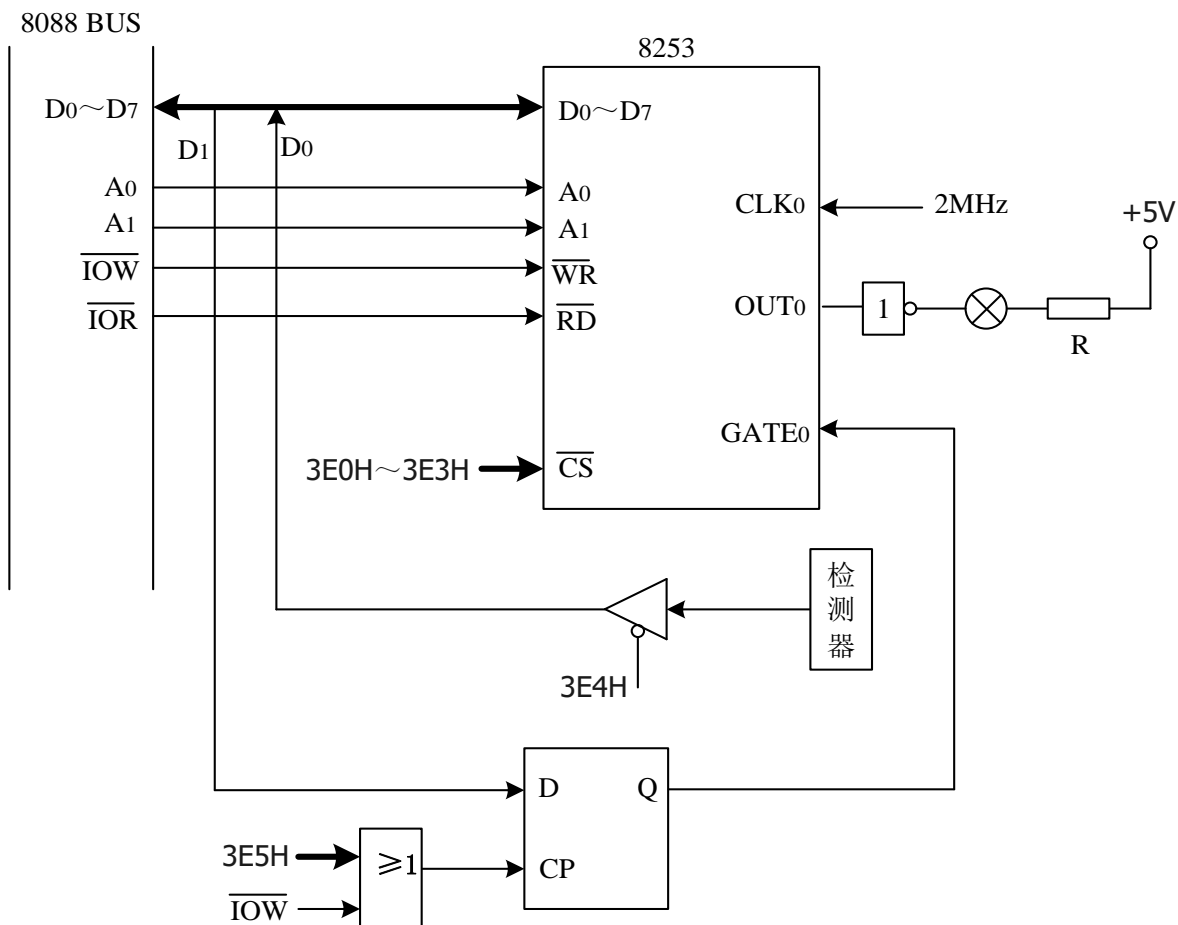 8088 BUS
8253
D0～D7
D0～D7
D1
D0
A0
A0
CLK0
2MHz
+5V
A1
A1
IOW
WR
OUT0
1
IOR
RD
R
GATE0
3E0H～3E3H
CS
检
测
器
3E4H
D
Q
3E5H
≥1
CP
IOW